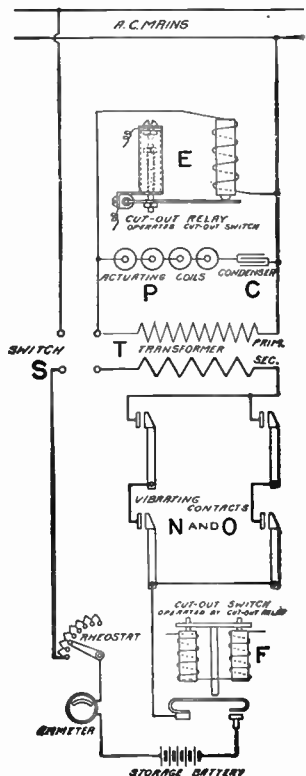 A.C. MAINS
E
CUT-OUT RELAY
OPERATED CUT-OUT SWITCH
ACTUATING COILS
CONDENSER
P
C
SWITCH
S
T
TRANSFORMER
PRIM.
SEC.
VIBRATING CONTACTS
N AND O
CUT-OUT SWITCH
OPERATED BY CUT-OUT RELAY
F
RHEOSTAT
AMMETER
STORAGE BATTERY